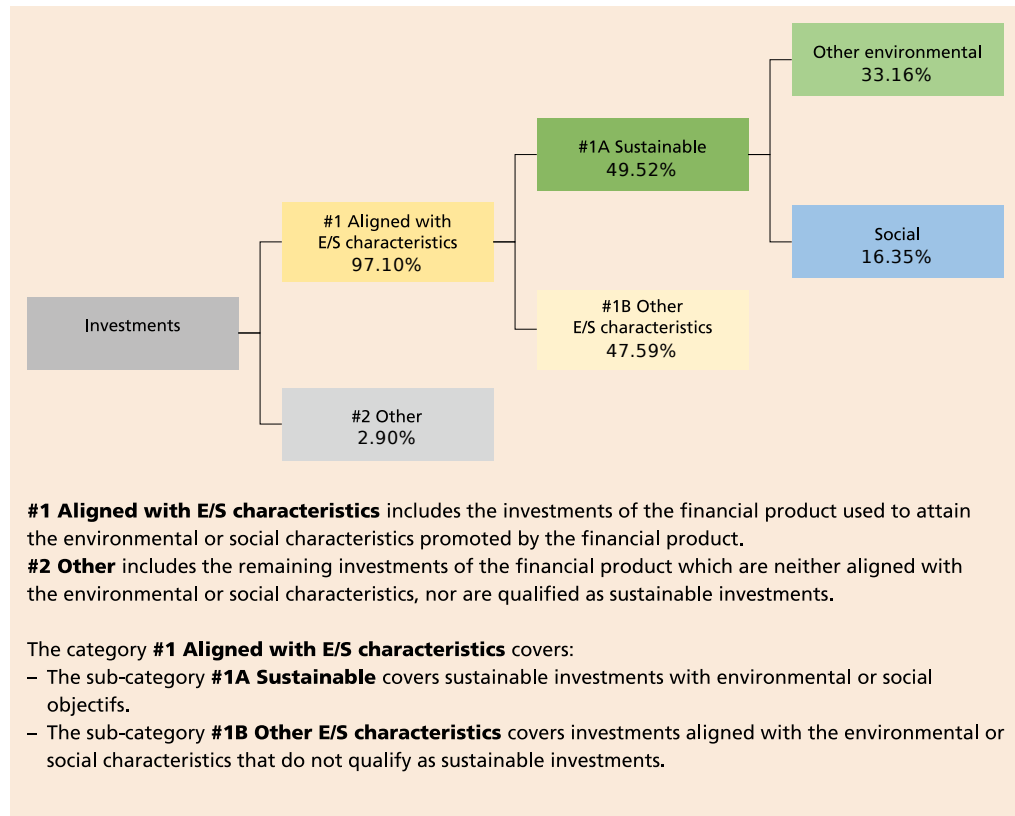 Other environmental
33.16%
#1A Sustainable
49.52%
#1 Aligned with
E/S characteristics
97.10%
Social
16.35%
Investments
#1B Other
E/S characteristics
47.59%
#2 Other
2.90%
#1 Aligned with E/S characteristics includes the investments of the financial product used to attain
the environmental or social characteristics promoted by the financial product.
#2 Other includes the remaining investments of the financial product which are neither aligned with
the environmental or social characteristics, nor are qualified as sustainable investments.
The category #1 Aligned with E/S characteristics covers:
– The sub-category #1A Sustainable covers sustainable investments with environmental or social
objectifs.
– The sub-category #1B Other E/S characteristics covers investments aligned with the environmental or
social characteristics that do not qualify as sustainable investments.